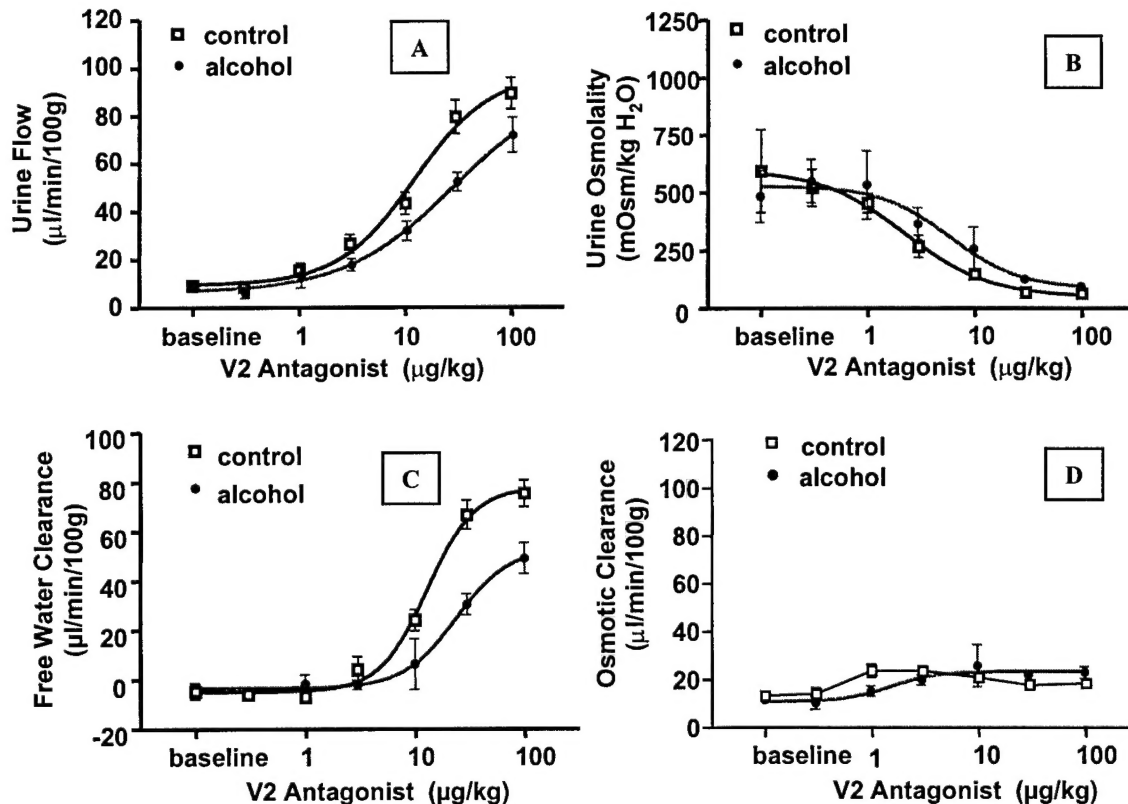 A
control
alcohol
120
100
80
60
40
20
0
Urine Flow
(μl/min/100g)
baseline 1 10 100
V2 Antagonist (μg/kg)
B
control
alcohol
1250
1000
750
500
250
0
Urine Osmolality
(mOsm/kg H₂O)
baseline 1 10 100
V2 Antagonist (μg/kg)
C
control
alcohol
100
80
60
40
20
0
-20
Free Water Clearance
(μl/min/100g)
baseline 1 10 100
V2 Antagonist (μg/kg)
D
control
alcohol
120
100
80
60
40
20
0
Osmotic Clearance
(μl/min/100g)
baseline 1 10 100
V2 Antagonist (μg/kg)